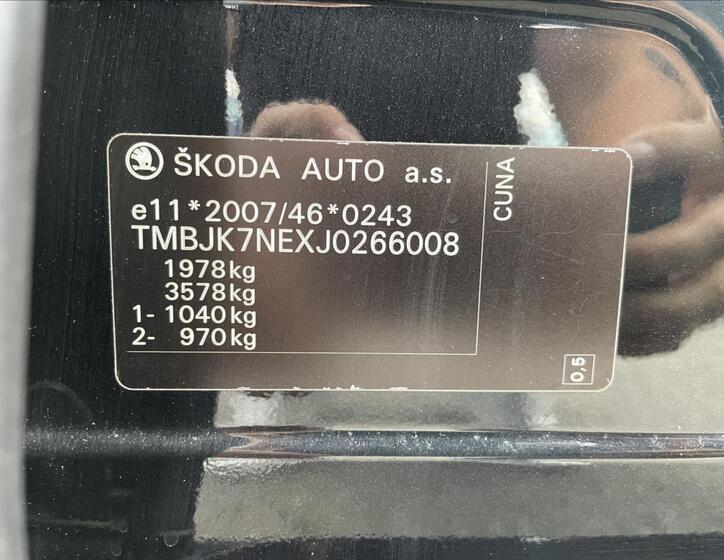 ŠKODA AUTO a.s.
e11*2007/46*0243
TMBJK7NEXJ0266008
1978kg
3578kg
1- 1040kg
2- 970kg
CUNA
0,5